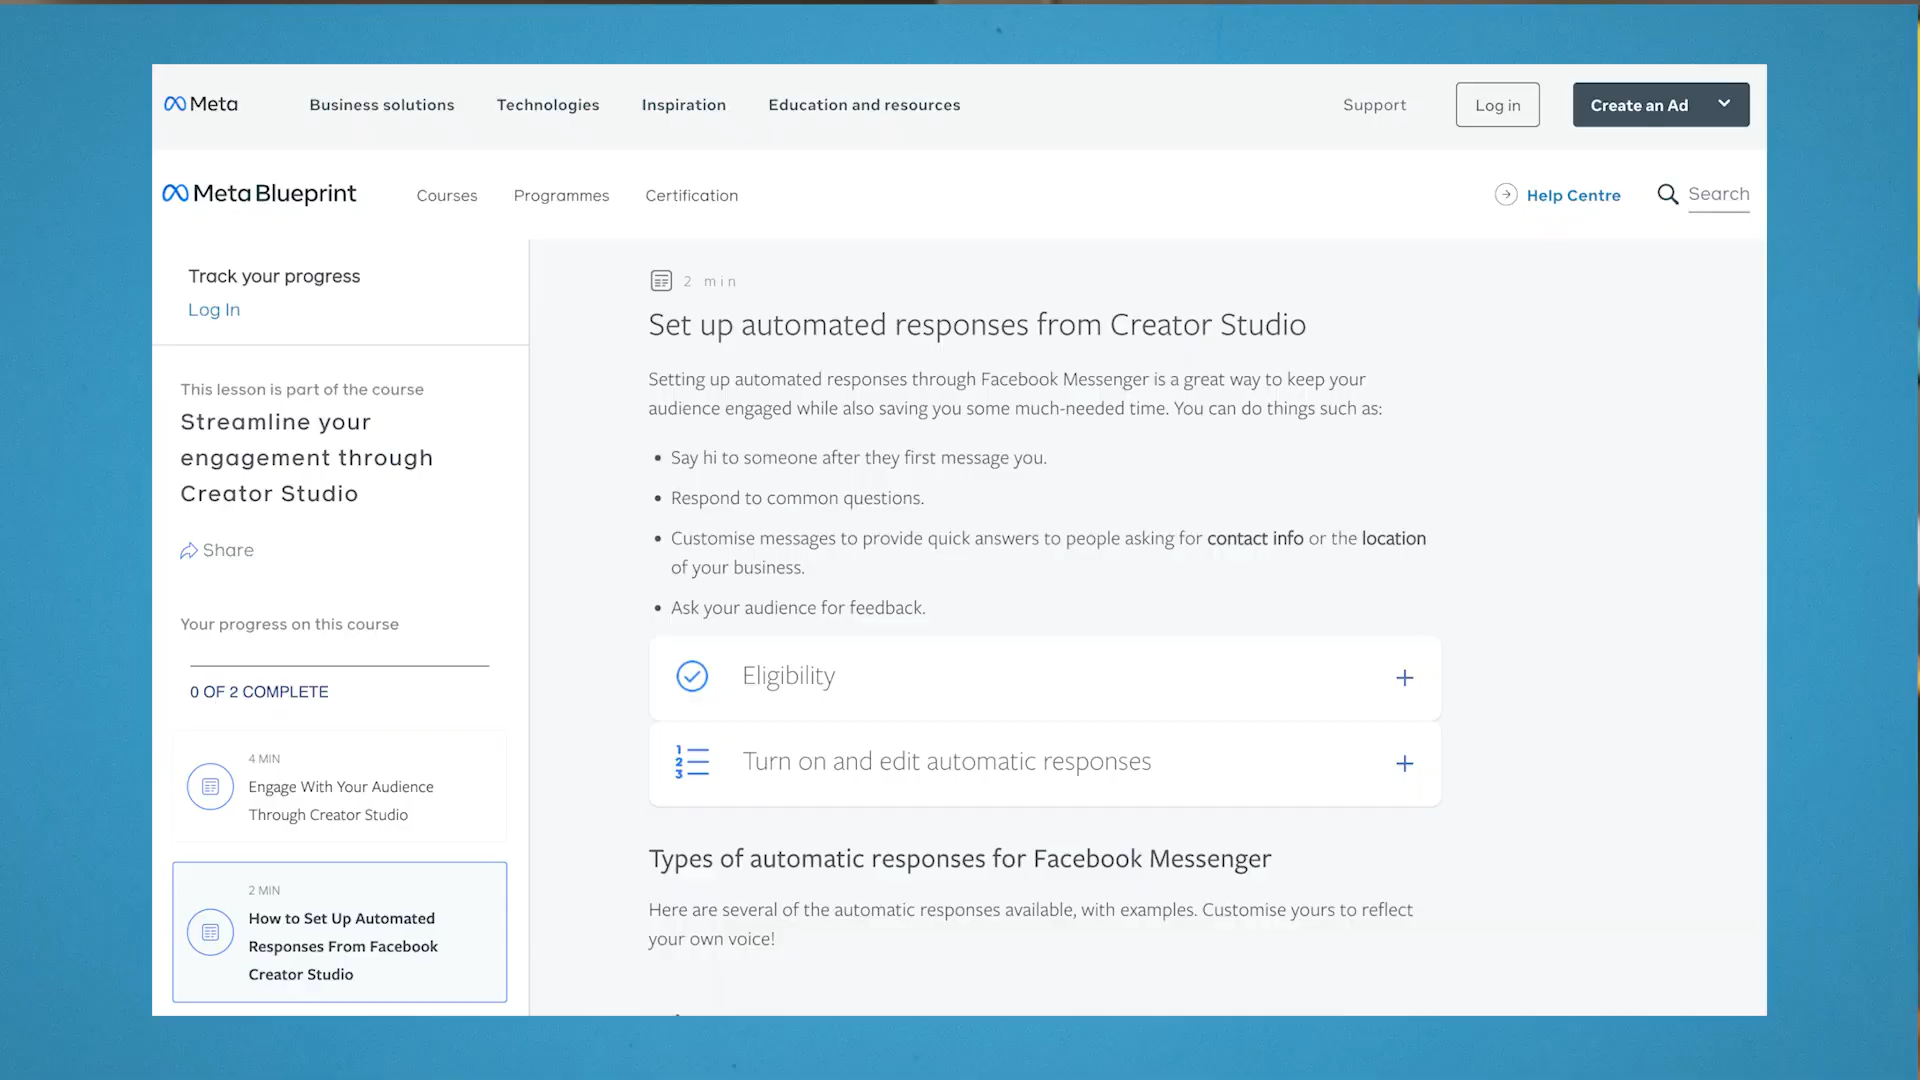 Meta
Business solutions
Technologies
Inspiration
Education and resources
Support
Log in
Create an Ad
Meta Blueprint
Courses
Programmes
Certification
Help Centre
Search
Track your progress
Log In
This lesson is part of the course
Streamline your
engagement through
Creator Studio
Share
Your progress on this course
0 OF 2 COMPLETE
4 MIN
Engage With Your Audience
Through Creator Studio
2 MIN
How to Set Up Automated
Responses From Facebook
Creator Studio
2 min
Set up automated responses from Creator Studio
Setting up automated responses through Facebook Messenger is a great way to keep your
audience engaged while also saving you some much-needed time. You can do things such as:
• Say hi to someone after they first message you.
• Respond to common questions.
• Customise messages to provide quick answers to people asking for contact info or the location
of your business.
• Ask your audience for feedback.
Eligibility
1
2
3
Turn on and edit automatic responses
Types of automatic responses for Facebook Messenger
Here are several of the automatic responses available, with examples. Customise yours to reflect
your own voice!